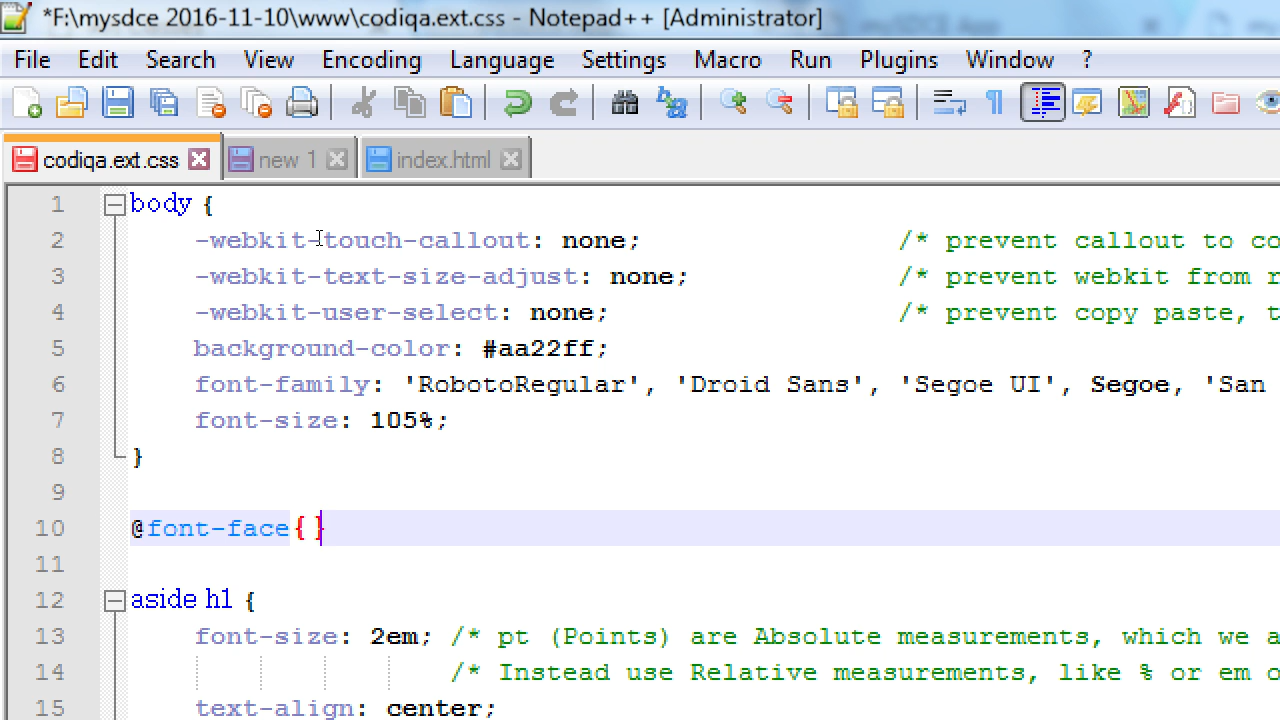 *F:\mysdce 2016-11-10\www\codiqa.ext.css - Notepad++ [Administrator]
File Edit Search View Encoding Language Settings Macro Run Plugins Window ?
codiqa.ext.css new 1 index.html
1 body {
2 -webkit-touch-callout: none; /* prevent callout to co
3 -webkit-text-size-adjust: none; /* prevent webkit from r
4 -webkit-user-select: none; /* prevent copy paste, t
5 background-color: #aa22ff;
6 font-family: 'RobotoRegular', 'Droid Sans', 'Segoe UI', Segoe, 'San
7 font-size: 105%;
8 }
9
10 @font-face{}
11
12 aside h1 {
13 font-size: 2em; /* pt (Points) are Absolute measurements, which we a
14 /* Instead use Relative measurements, like % or em o
15 text-align: center;